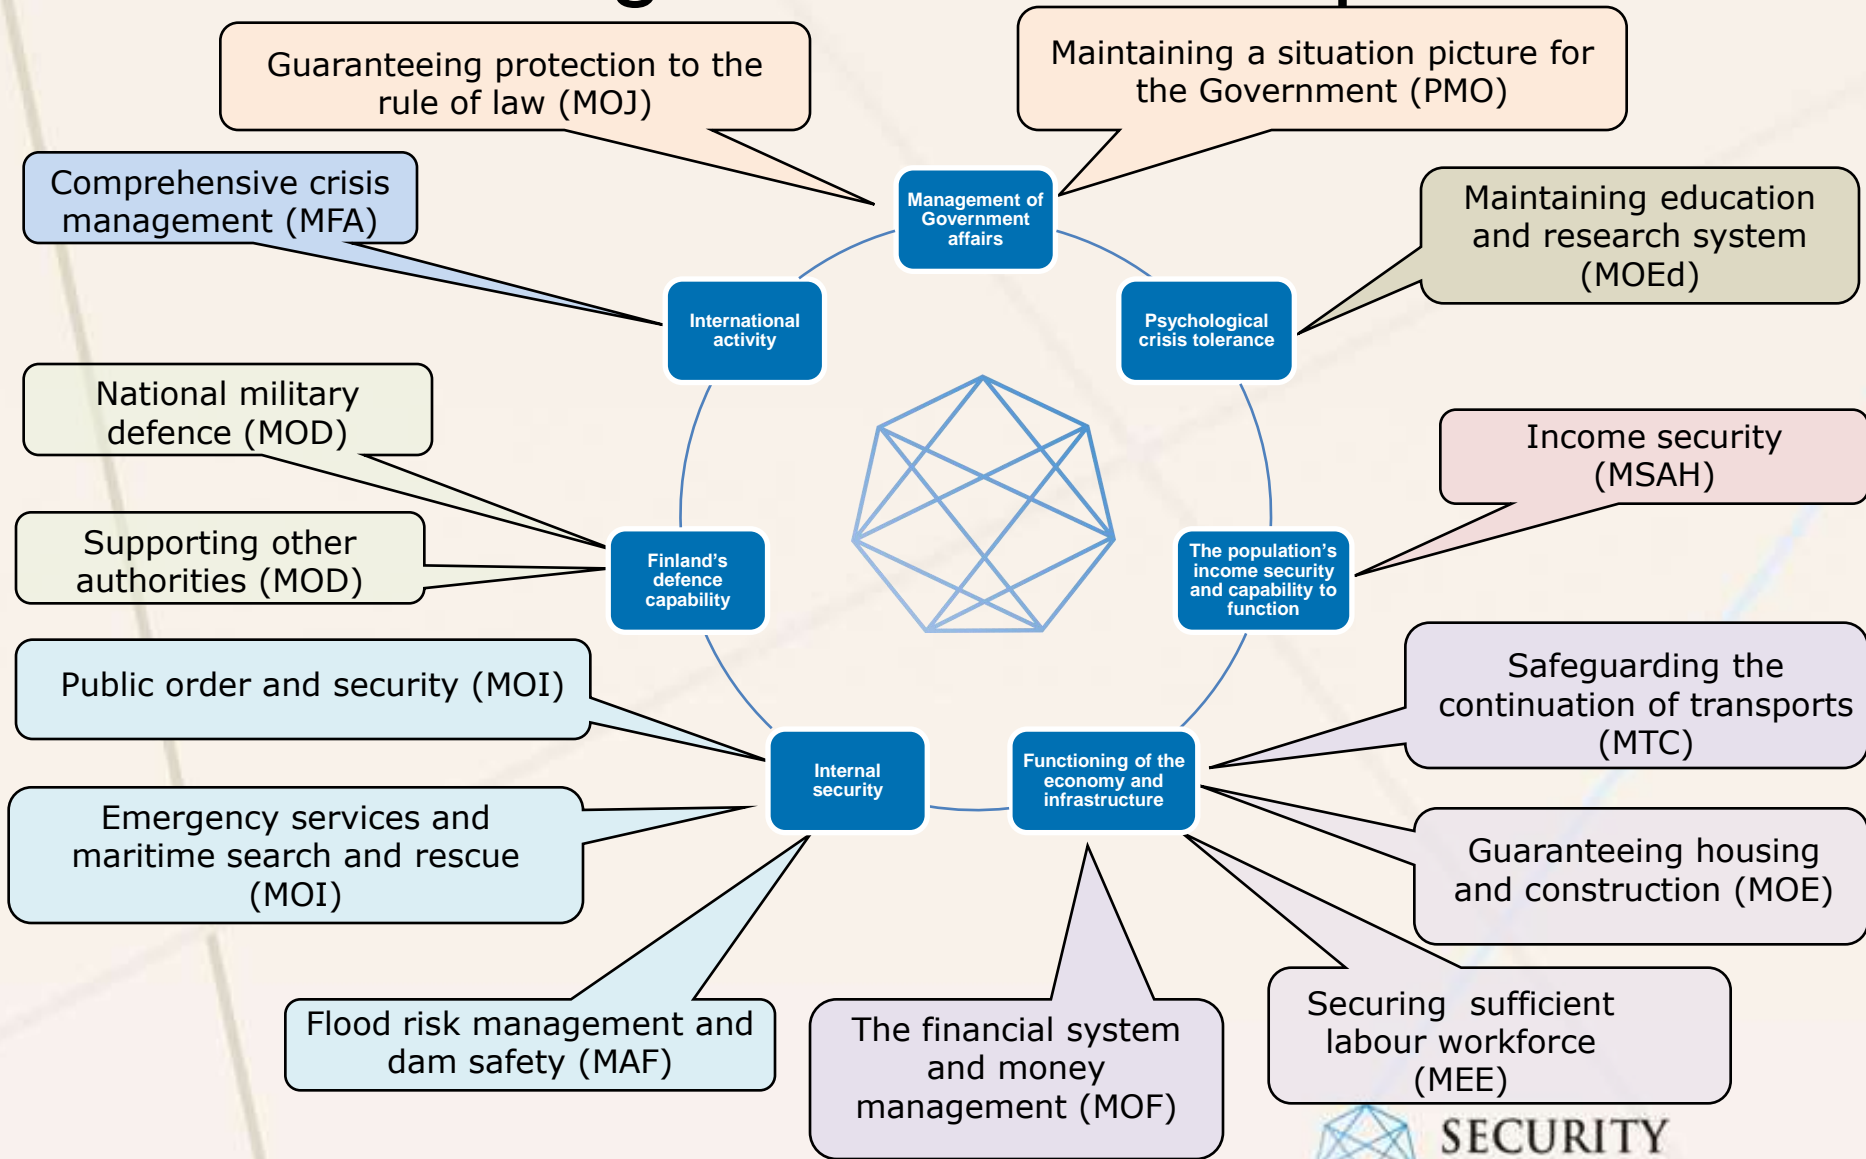 Guaranteeing protection to the
rule of law (MOJ)
Maintaining a situation picture for
the Government (PMO)
Comprehensive crisis
management (MFA)
Management of
Government
affairs
Maintaining education
and research system
(MOEd)
International
activity
Psychological
crisis tolerance
National military
defence (MOD)
Income security
(MSAH)
Supporting other
authorities (MOD)
Finland’s
defence
capability
The population’s
income security
and capability to
function
Public order and security (MOI)
Safeguarding the
continuation of transports
(MTC)
Internal
security
Functioning of the
economy and
infrastructure
Emergency services and
maritime search and rescue
(MOI)
Guaranteeing housing
and construction (MOE)
Flood risk management and
dam safety (MAF)
The financial system
and money
management (MOF)
Securing sufficient
labour workforce
(MEE)
SECURITY